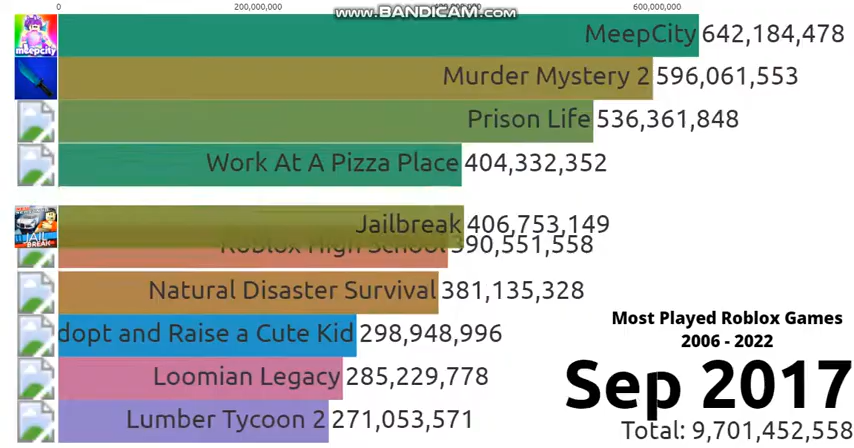 0 200,000,000 600,000,000
www.BANDICAM.com
meepcity
MeepCity 642,184,478
Murder Mystery 2 596,061,553
Prison Life 536,361,848
Work At A Pizza Place 404,332,352
JAIL
BREAK
Jailbreak 406,753,149
Roblox High School 390,551,558
Natural Disaster Survival 381,135,328
dopt and Raise a Cute Kid 298,948,996
Loomian Legacy 285,229,778
Lumber Tycoon 2 271,053,571
Most Played Roblox Games
2006 - 2022
Sep 2017
Total: 9,701,452,558